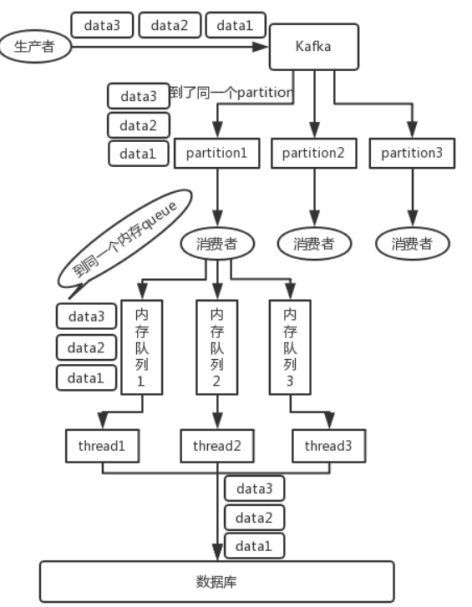 data3 data2 data1
生产者
Kafka
data3 到了同一个partition
data2
data1
partition1 partition2 partition3
消费者 消费者 消费者
到同一个内存queue
data3
data2
data1
内存队列1
内存队列2
内存队列3
thread1 thread2 thread3
data3
data2
data1
数据库